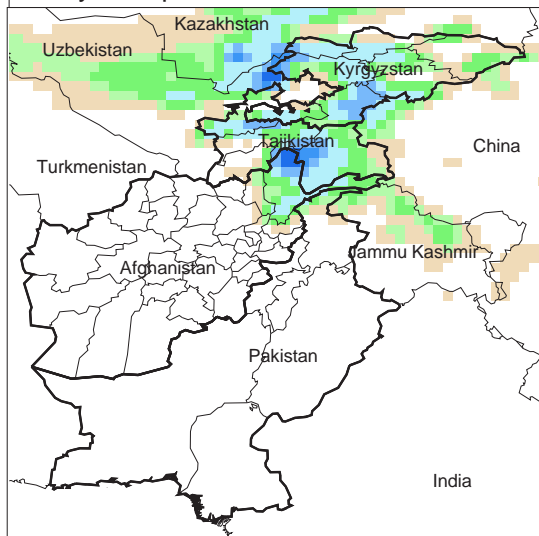 Kazakhstan
Uzbekistan
Kyrgyzstan
Tajikistan
China
Turkmenistan
Jammu Kashmir
Afghanistan
Pakistan
India